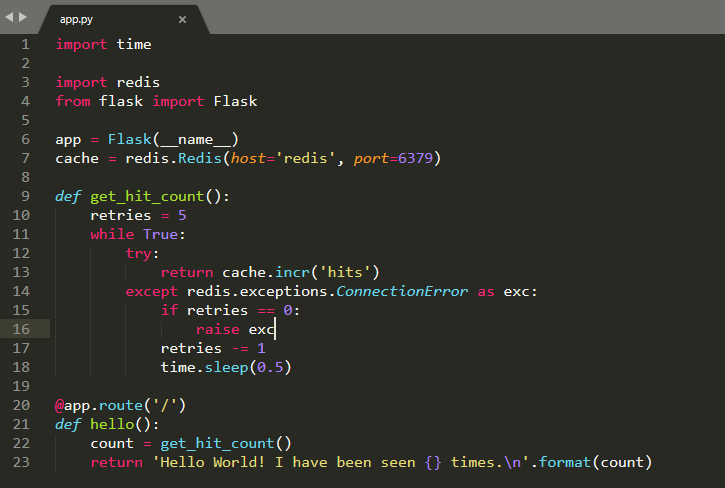 app.py ×
1 import time
2
3 import redis
4 from flask import Flask
5
6 app = Flask(__name__)
7 cache = redis.Redis(host='redis', port=6379)
8
9 def get_hit_count():
10     retries = 5
11     while True:
12         try:
13             return cache.incr('hits')
14         except redis.exceptions.ConnectionError as exc:
15             if retries == 0:
16                 raise exc
17             retries -= 1
18             time.sleep(0.5)
19
20 @app.route('/')
21 def hello():
22     count = get_hit_count()
23     return 'Hello World! I have been seen {} times.\n'.format(count)